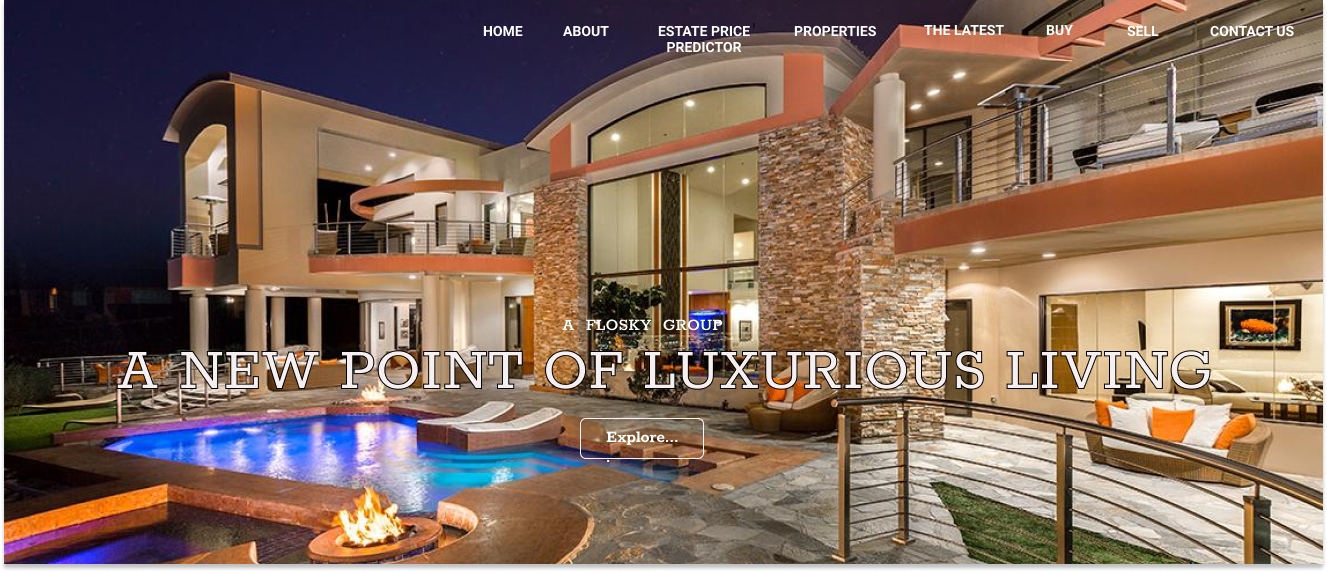 HOME
ABOUT
ESTATE PRICE
PREDICTOR
PROPERTIES
THE LATEST
BUY
SELL
CONTACT US
A FLOSKY GROUP
A NEW POINT OF LUXURIOUS LIVING
Explore...